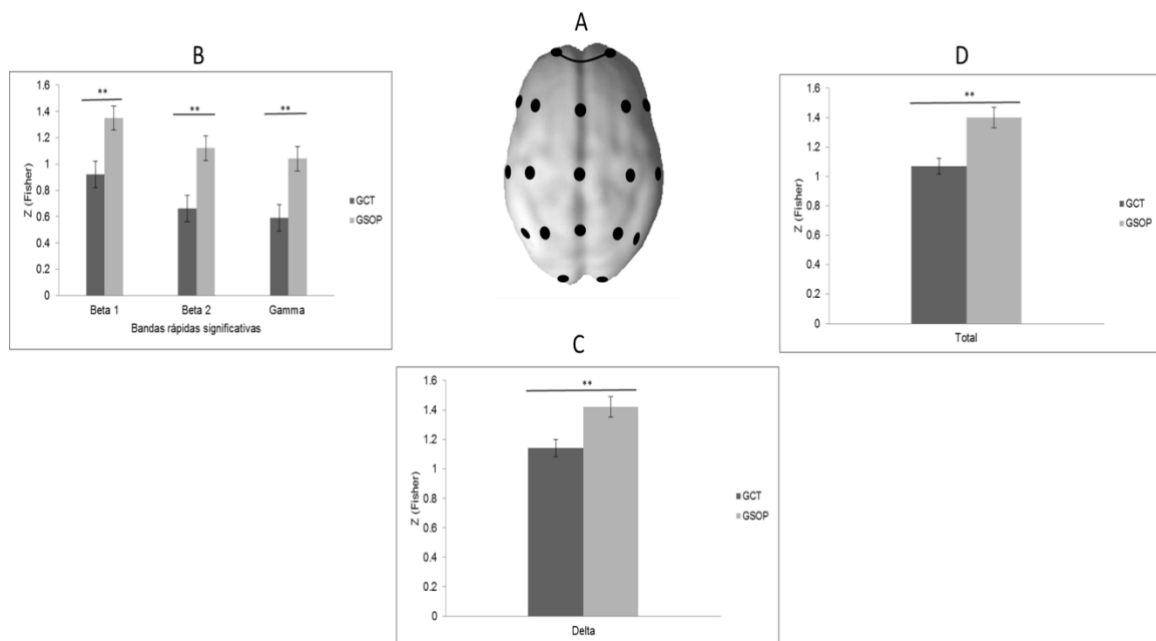 A
B
1.6
1.4
1.2
1
0.8
0.6
0.4
0.2
0
Z (Fisher)
**
**
**
Beta 1 Beta 2 Gamma
Bandas rápidas significativas
GCT
GSOP
D
1.6
1.4
1.2
1
0.8
0.6
0.4
0.2
0
Z (Fisher)
**
Total
GCT
GSOP
C
1.6
1.4
1.2
1
0.8
0.6
0.4
0.2
0
Z (Fisher)
**
Delta
GCT
GSOP